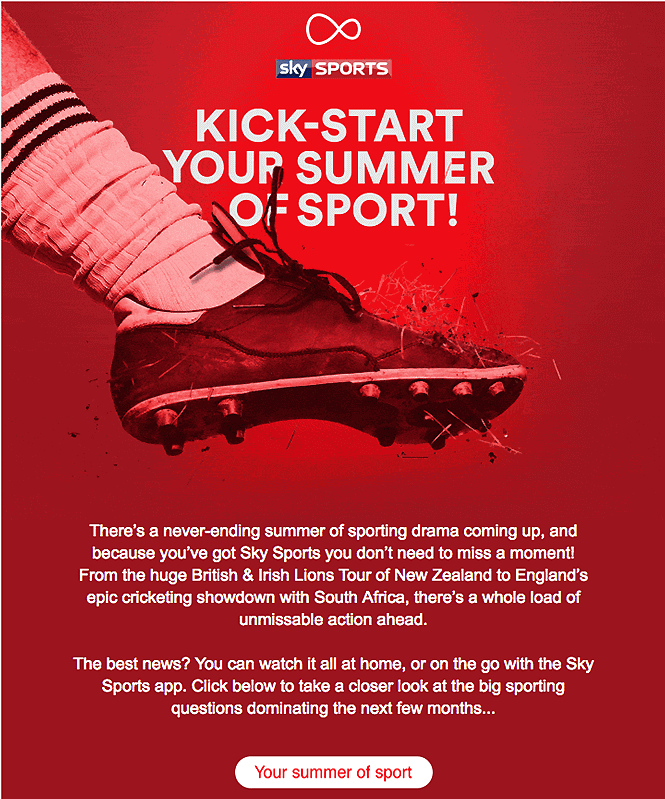 sky SPORTS
KICK-START
YOUR SUMMER
OF SPORT!
There's a never-ending summer of sporting drama coming up, and
because you've got Sky Sports you don't need to miss a moment!
From the huge British & Irish Lions Tour of New Zealand to England's
epic cricketing showdown with South Africa, there's a whole load of
unmissable action ahead.
The best news? You can watch it all at home, or on the go with the Sky
Sports app. Click below to take a closer look at the big sporting
questions dominating the next few months...
Your summer of sport